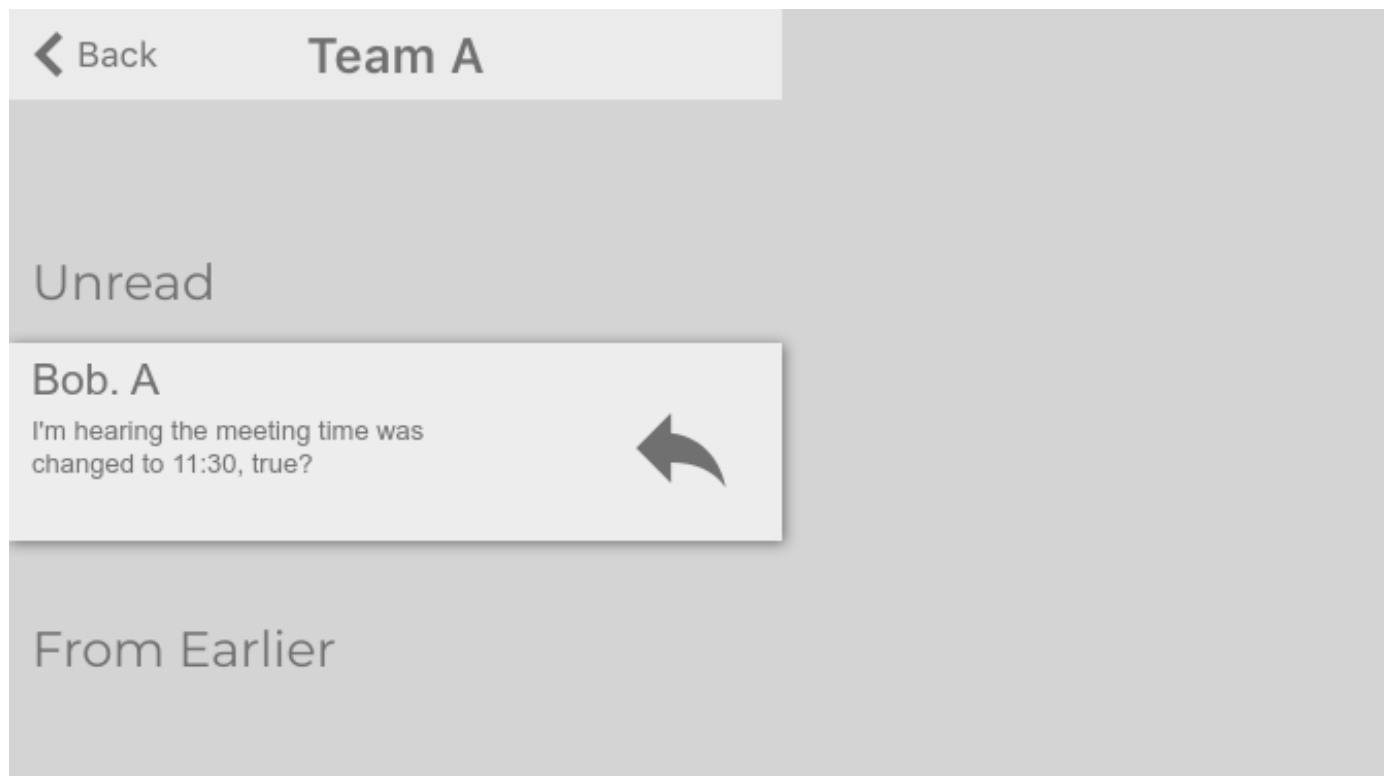 Back
Team A
Unread
Bob. A
I'm hearing the meeting time was
changed to 11:30, true?
From Earlier